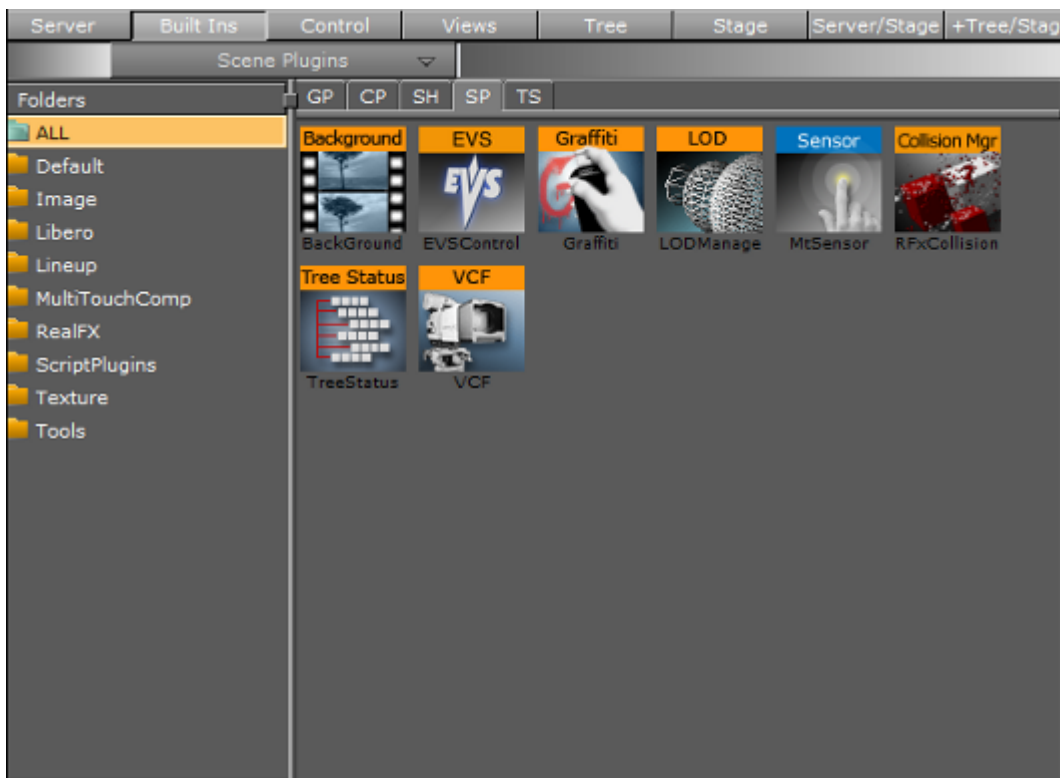 Server Built Ins Control Views Tree Stage Server/Stage +Tree/Stag
Scene Plugins
Folders
GP CP SH SP TS
ALL
Default
Image
Libero
Lineup
MultiTouchComp
RealFX
ScriptPlugins
Texture
Tools
Background EVS Graffiti LOD Sensor Collision Mgr
EVS
BackGround EVSControl Graffiti LODManage MtSensor RFxCollision
Tree Status VCF
TreeStatus VCF